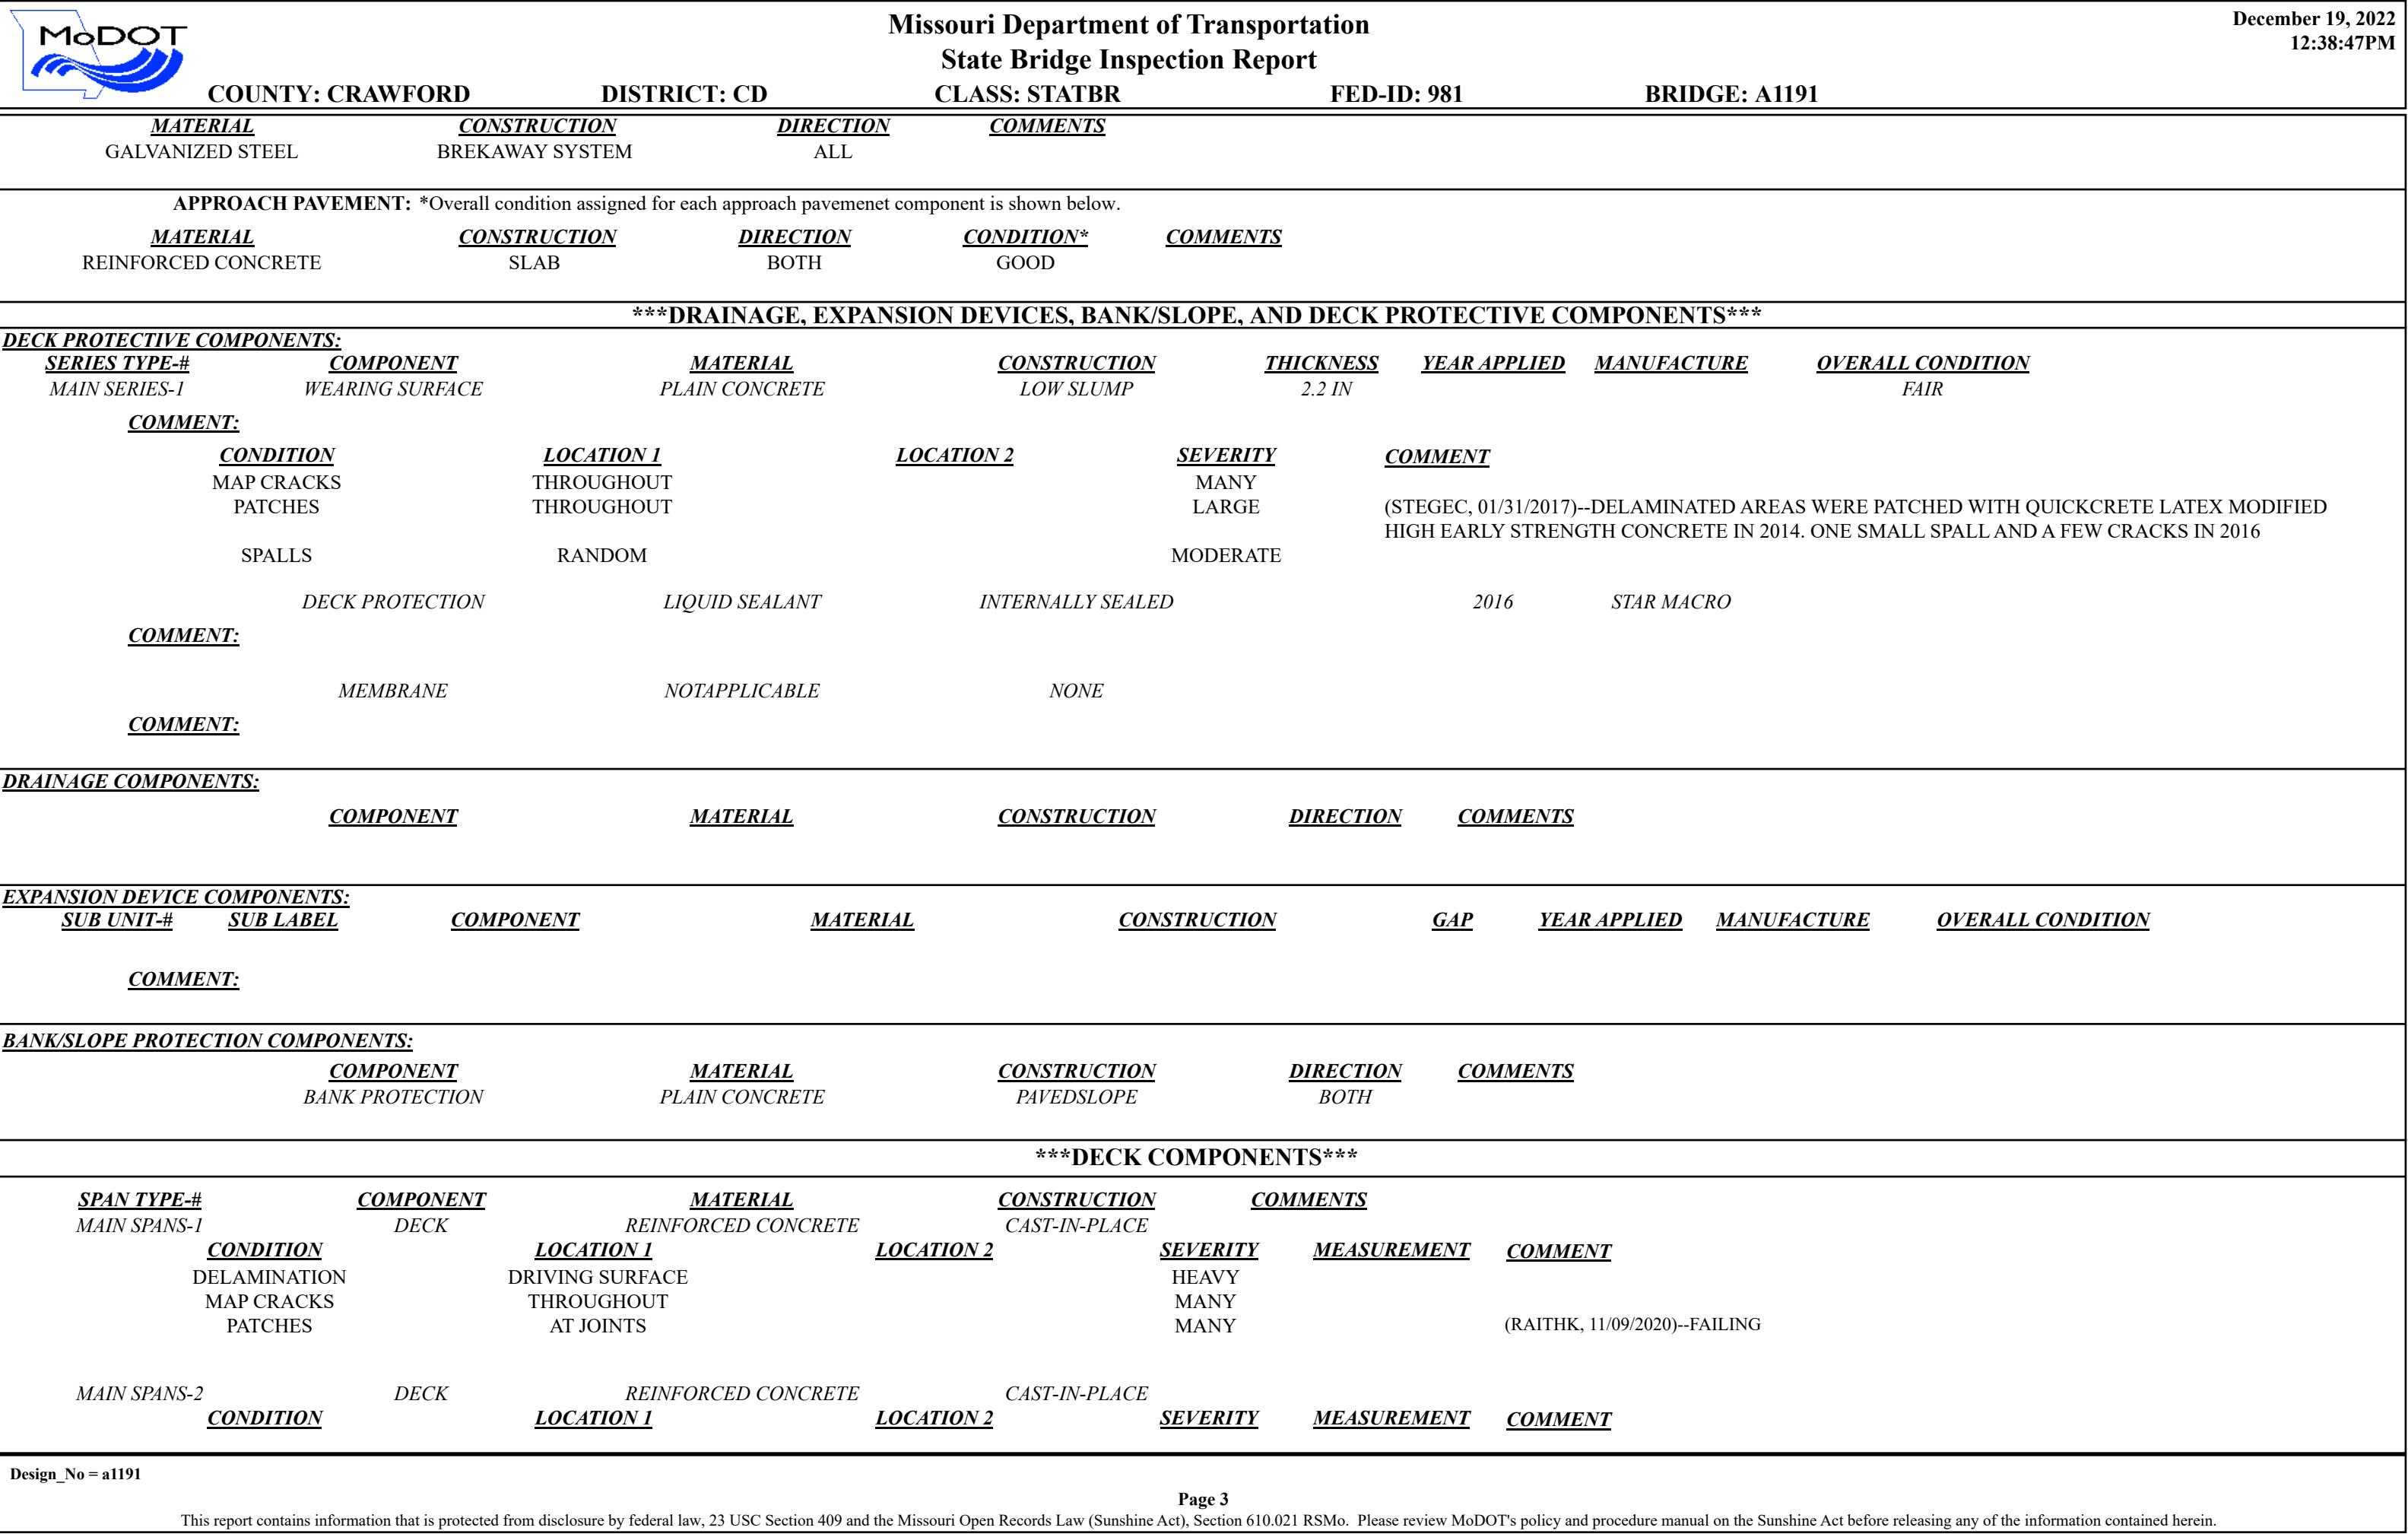 MoDOT
Missouri Department of Transportation
State Bridge Inspection Report
December 19, 2022
12:38:47PM
COUNTY: CRAWFORD DISTRICT: CD CLASS: STATBR FED-ID: 981 BRIDGE: A1191
MATERIAL CONSTRUCTION DIRECTION COMMENTS
GALVANIZED STEEL BREKAWAY SYSTEM ALL
APPROACH PAVEMENT: *Overall condition assigned for each approach pavemenet component is shown below.
MATERIAL CONSTRUCTION DIRECTION CONDITION* COMMENTS
REINFORCED CONCRETE SLAB BOTH GOOD
***DRAINAGE, EXPANSION DEVICES, BANK/SLOPE, AND DECK PROTECTIVE COMPONENTS***
DECK PROTECTIVE COMPONENTS:
SERIES TYPE-# COMPONENT MATERIAL CONSTRUCTION THICKNESS YEAR APPLIED MANUFACTURE OVERALL CONDITION
MAIN SERIES-1 WEARING SURFACE PLAIN CONCRETE LOW SLUMP 2.2 IN FAIR
COMMENT:
CONDITION LOCATION 1 LOCATION 2 SEVERITY COMMENT
MAP CRACKS THROUGHOUT MANY
PATCHES THROUGHOUT LARGE (STEGEC, 01/31/2017)--DELAMINATED AREAS WERE PATCHED WITH QUICKCRETE LATEX MODIFIED
HIGH EARLY STRENGTH CONCRETE IN 2014. ONE SMALL SPALL AND A FEW CRACKS IN 2016
SPALLS RANDOM MODERATE
DECK PROTECTION LIQUID SEALANT INTERNALLY SEALED 2016 STAR MACRO
COMMENT:
MEMBRANE NOTAPPLICABLE NONE
COMMENT:
DRAINAGE COMPONENTS:
COMPONENT MATERIAL CONSTRUCTION DIRECTION COMMENTS
EXPANSION DEVICE COMPONENTS:
SUB UNIT-# SUB LABEL COMPONENT MATERIAL CONSTRUCTION GAP YEAR APPLIED MANUFACTURE OVERALL CONDITION
COMMENT:
BANK/SLOPE PROTECTION COMPONENTS:
COMPONENT MATERIAL CONSTRUCTION DIRECTION COMMENTS
BANK PROTECTION PLAIN CONCRETE PAVEDSLOPE BOTH
***DECK COMPONENTS***
SPAN TYPE-# COMPONENT MATERIAL CONSTRUCTION COMMENTS
MAIN SPANS-1 DECK REINFORCED CONCRETE CAST-IN-PLACE
CONDITION LOCATION 1 LOCATION 2 SEVERITY MEASUREMENT COMMENT
DELAMINATION DRIVING SURFACE HEAVY
MAP CRACKS THROUGHOUT MANY
PATCHES AT JOINTS MANY (RAITHK, 11/09/2020)--FAILING
MAIN SPANS-2 DECK REINFORCED CONCRETE CAST-IN-PLACE
CONDITION LOCATION 1 LOCATION 2 SEVERITY MEASUREMENT COMMENT
Design_No = a1191
Page 3
This report contains information that is protected from disclosure by federal law, 23 USC Section 409 and the Missouri Open Records Law (Sunshine Act), Section 610.021 RSMo. Please review MoDOT's policy and procedure manual on the Sunshine Act before releasing any of the information contained herein.